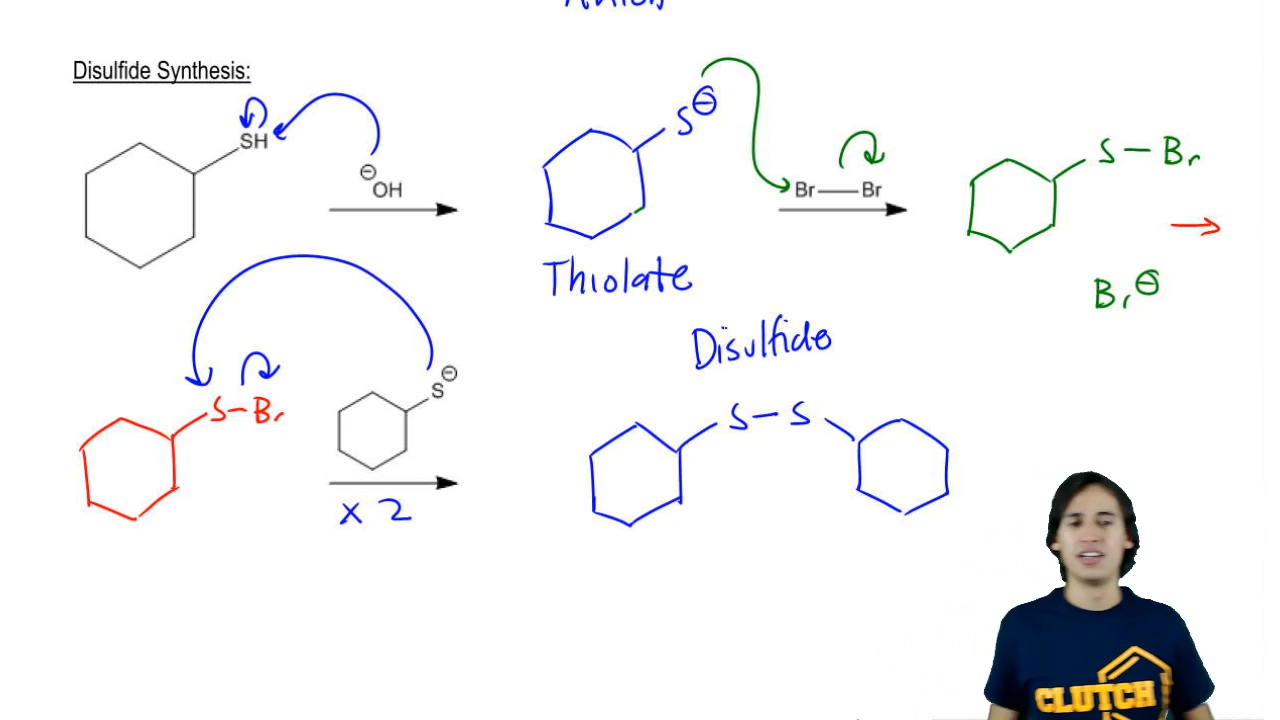 Disulfide Synthesis:
SH
⊖
OH
S⊖
Br—Br
S—Br
Thiolate
Br⊖
Disulfide
S—Br
S⊖
S—S
x 2
CLUTCH